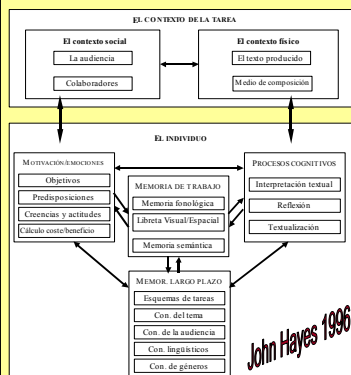 EL CONTEXTO DE LA TAREA
El contexto social
La audiencia
Colaboradores
El contexto físico
El texto producido
Medio de composición
EL INDIVIDUO
MOTIVACIÓN/EMOCIONES
Objetivos
Predisposiciones
Creencias y actitudes
Cálculo coste/beneficio
MEMORIA DE TRABAJO
Memoria fonológica
Libreta Visual/Espacial
Memoria semántica
PROCESOS COGNITIVOS
Interpretación textual
Reflexión
Textualización
MEMOR. LARGO PLAZO
Esquemas de tareas
Con. del tema
Con. de la audiencia
Con. lingüísticos
Con. de géneros
John Hayes 1996